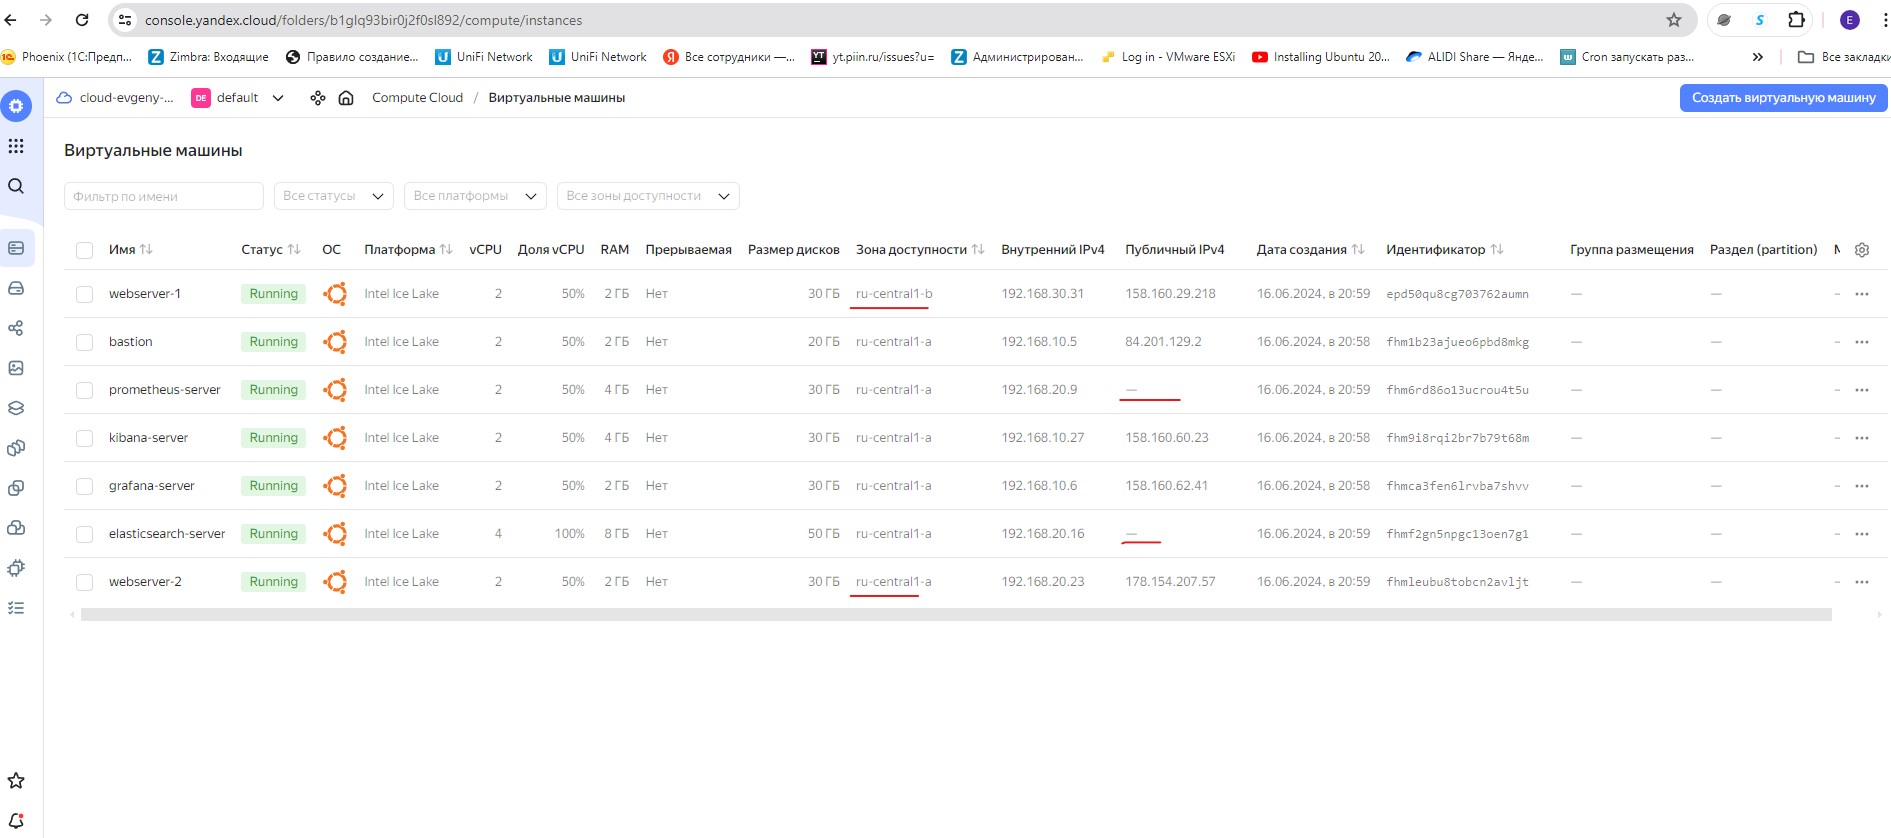 console.yandex.cloud/folders/b1glq93bir0j2f0sl892/compute/instances
E
Phoenix (1С:Предп... Zimbra: Входящие Правило создание... UniFi Network UniFi Network Все сотрудники —... yt.piin.ru/issues?u= Администрирован... Log in - VMware ESXi Installing Ubuntu 20... ALIDI Share — Янде... Cron запускать раз... » Все закладки
cloud-evgeny-... DE default Compute Cloud / Виртуальные машины Создать виртуальную машину
Виртуальные машины
Фильтр по имени Все статусы Все платформы Все зоны доступности
Имя Статус ОС Платформа vCPU Доля vCPU RAM Прерываемая Размер дисков Зона доступности Внутренний IPv4 Публичный IPv4 Дата создания Идентификатор Группа размещения Раздел (partition)
webserver-1 Running Intel Ice Lake 2 50% 2 ГБ Нет 30 ГБ ru-central1-b 192.168.30.31 158.160.29.218 16.06.2024, в 20:59 epd50qu8cg703762aumn — — –
bastion Running Intel Ice Lake 2 50% 2 ГБ Нет 20 ГБ ru-central1-a 192.168.10.5 84.201.129.2 16.06.2024, в 20:58 fhm1b23ajueo6pbd8mkg — — –
prometheus-server Running Intel Ice Lake 2 50% 4 ГБ Нет 30 ГБ ru-central1-a 192.168.20.9 — 16.06.2024, в 20:59 fhm6rd86o13ucrou4t5u — — –
kibana-server Running Intel Ice Lake 2 50% 4 ГБ Нет 30 ГБ ru-central1-a 192.168.10.27 158.160.60.23 16.06.2024, в 20:58 fhm9i8rqi2br7b79t68m — — –
grafana-server Running Intel Ice Lake 2 50% 2 ГБ Нет 30 ГБ ru-central1-a 192.168.10.6 158.160.62.41 16.06.2024, в 20:58 fhmca3fen6lrvba7shvv — — –
elasticsearch-server Running Intel Ice Lake 4 100% 8 ГБ Нет 50 ГБ ru-central1-a 192.168.20.16 — 16.06.2024, в 20:59 fhmf2gn5npgc13oen7g1 — — –
webserver-2 Running Intel Ice Lake 2 50% 2 ГБ Нет 30 ГБ ru-central1-a 192.168.20.23 178.154.207.57 16.06.2024, в 20:59 fhmleubu8tobcn2avljt — — –